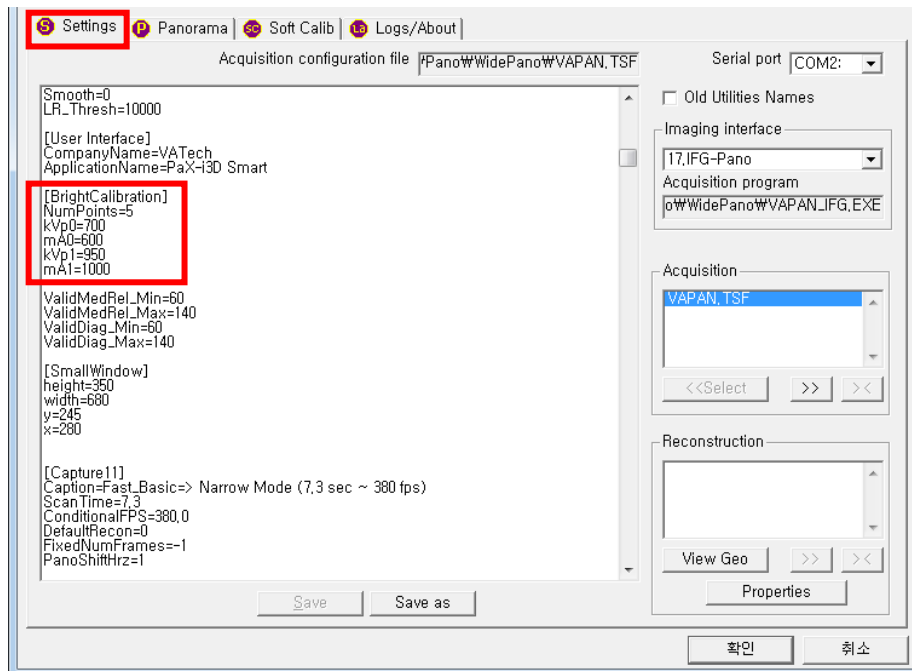 Settings Panorama Soft Calib Logs/About
Acquisition configuration file ₩Pano₩WidePano₩VAPAN,TSF
Serial port COM2:
Smooth=0
LR_Thresh=10000
[User Interface]
CompanyName=VATech
ApplicationName=PaX-i3D Smart
[BrightCalibration]
NumPoints=5
kVp0=700
mA0=600
kVp1=950
mA1=1000
ValidMedRel_Min=60
ValidMedRel_Max=140
ValidDiag_Min=60
ValidDiag_Max=140
[SmallWindow]
height=350
width=680
y=245
x=280
[Capture11]
Caption=Fast_Basic=> Narrow Mode (7,3 sec ~ 380 fps)
ScanTime=7,3
ConditionalFPS=380,0
DefaultRecon=0
FixedNumFrames=-1
PanoShiftHrz=1
Save Save as
Old Utilities Names
Imaging interface
17,IFG-Pano
Acquisition program
o₩WidePano₩VAPAN_IFG,EXE
Acquisition
VAPAN,TSF
<<Select >> ><
Reconstruction
View Geo >> ><
Properties
확인 취소